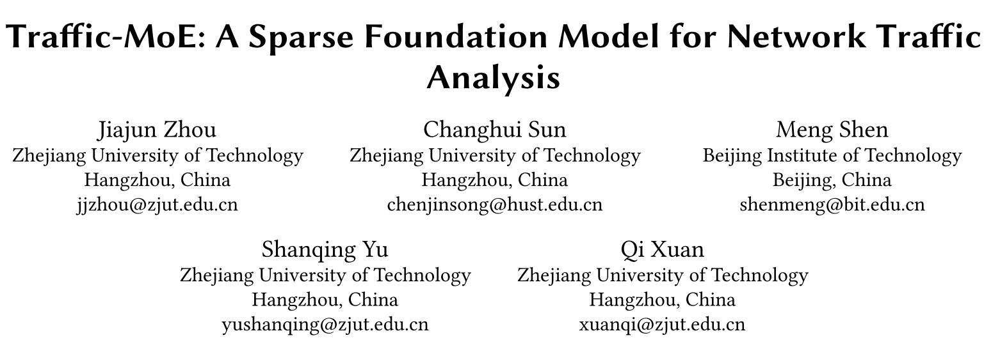 Traffic-MoE: A Sparse Foundation Model for Network Traffic
Analysis
Jiajun Zhou
Zhejiang University of Technology
Hangzhou, China
jjzhou@zjut.edu.cn
Changhui Sun
Zhejiang University of Technology
Hangzhou, China
chenjinsong@hust.edu.cn
Meng Shen
Beijing Institute of Technology
Beijing, China
shenmeng@bit.edu.cn
Shanqing Yu
Zhejiang University of Technology
Hangzhou, China
yushanqing@zjut.edu.cn
Qi Xuan
Zhejiang University of Technology
Hangzhou, China
xuanqi@zjut.edu.cn